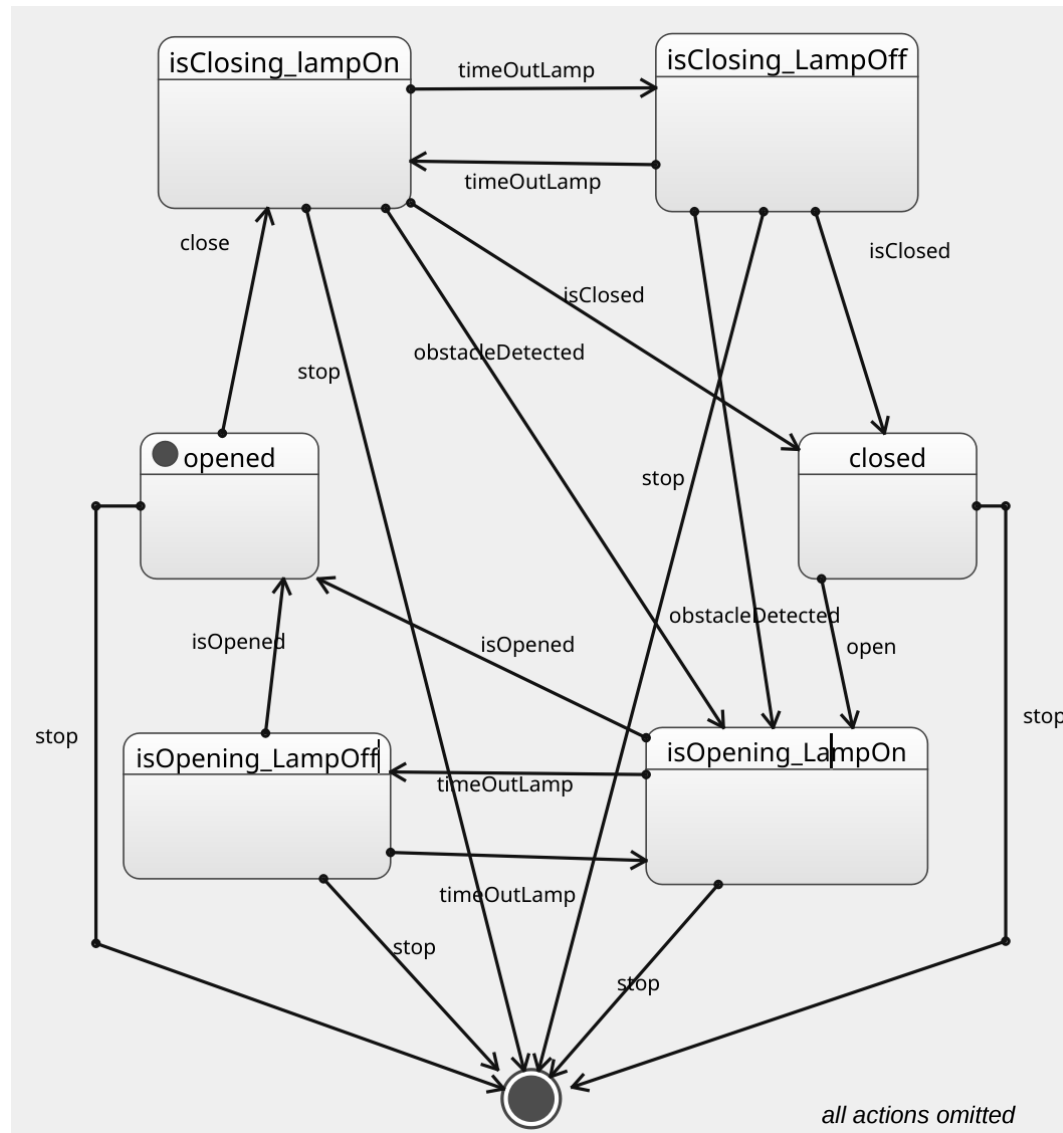 isClosing_lampOn
isClosing_LampOff
timeOutLamp
timeOutLamp
close
isClosed
isClosed
obstacleDetected
stop
opened
closed
stop
obstacleDetected
isOpened
isOpened
open
stop
stop
isOpening_LampOff
isOpening_LampOn
timeOutLamp
timeOutLamp
stop
stop
all actions omitted